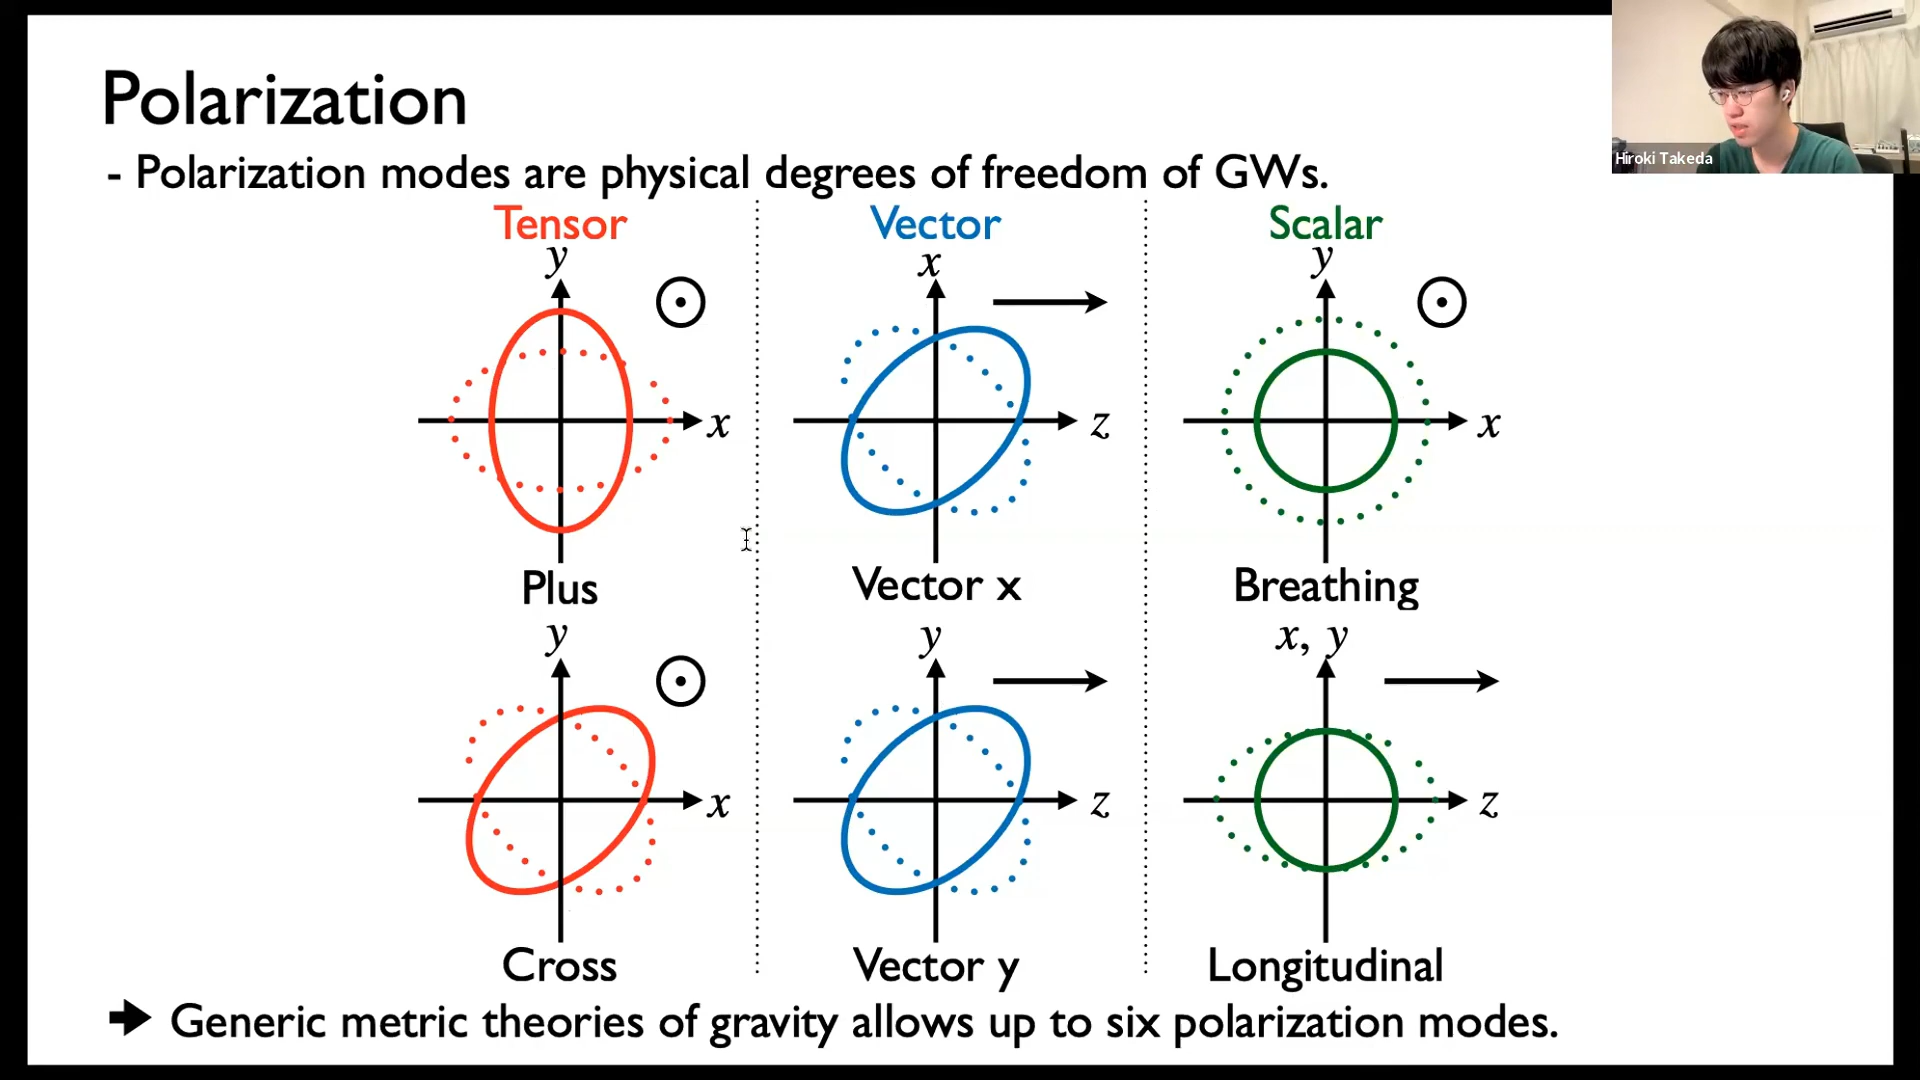 Polarization
Hiroki Takeda
- Polarization modes are physical degrees of freedom of GWs.
Tensor
Vector
Scalar
y
x
y
x
z
x
Plus
Vector x
Breathing
y
y
x, y
x
z
z
Cross
Vector y
Longitudinal
Generic metric theories of gravity allows up to six polarization modes.